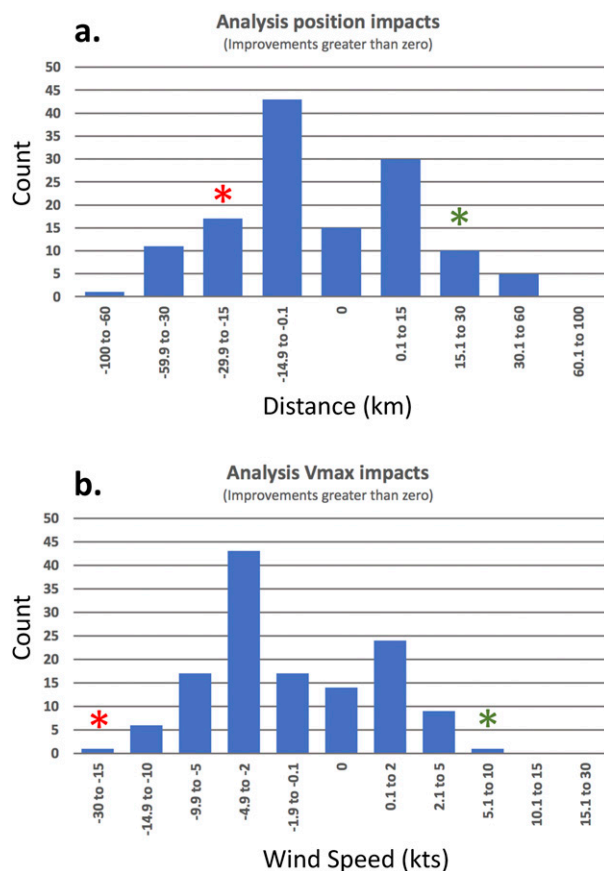 a.
Analysis position impacts
(Improvements greater than zero)
Count
50
45
40
35
30
25
20
15
10
5
0
-100 to -60
-59.9 to -30
-29.9 to -15
-14.9 to -0.1
0
0.1 to 15
15.1 to 30
30.1 to 60
60.1 to 100
*
*
Distance (km)
b.
Analysis Vmax impacts
(Improvements greater than zero)
Count
50
45
40
35
30
25
20
15
10
5
0
-30 to -15
-14.9 to -10
-9.9 to -5
-4.9 to -2
-1.9 to -0.1
0
0.1 to 2
2.1 to 5
5.1 to 10
10.1 to 15
15.1 to 30
*
*
Wind Speed (kts)